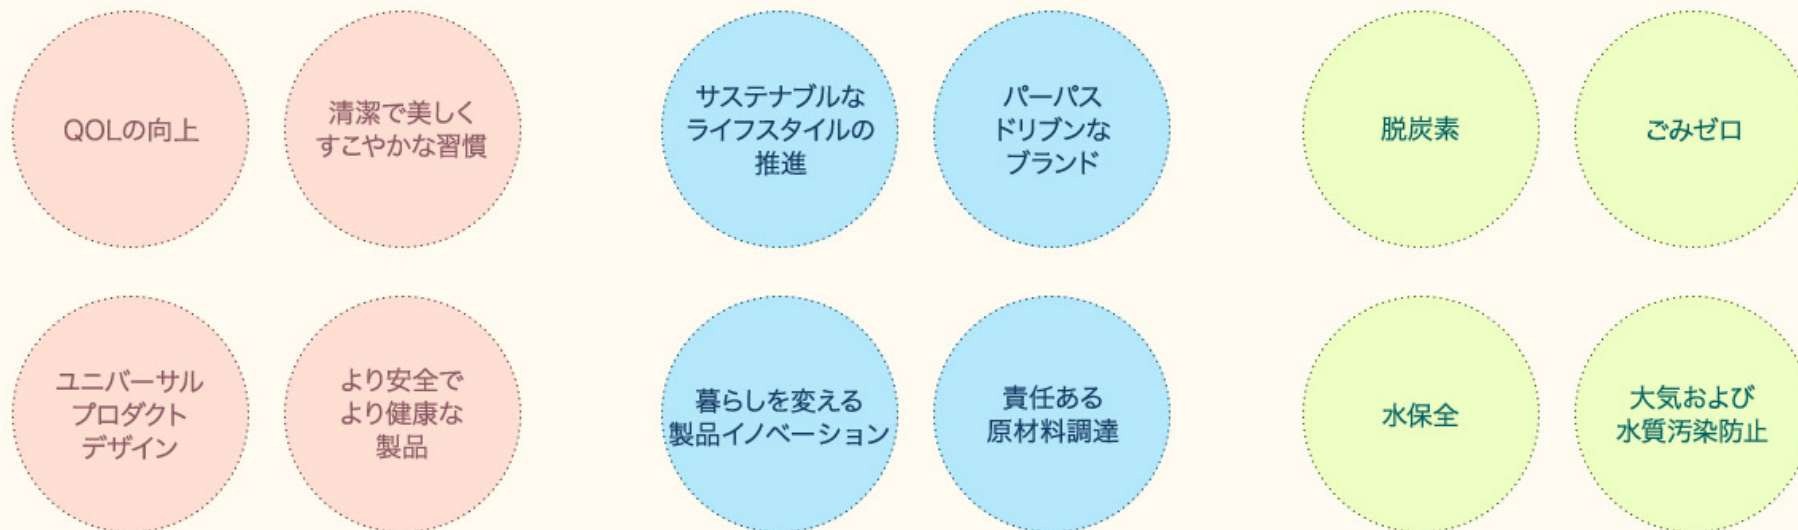 QOLの向上
清潔で美しく
すこやかな習慣
サステナブルな
ライフスタイルの
推進
パーパス
ドリブンな
ブランド
脱炭素
ごみゼロ
ユニバーサル
プロダクト
デザイン
より安全で
より健康な
製品
暮らしを変える
製品イノベーション
責任ある
原材料調達
水保全
大気および
水質汚染防止